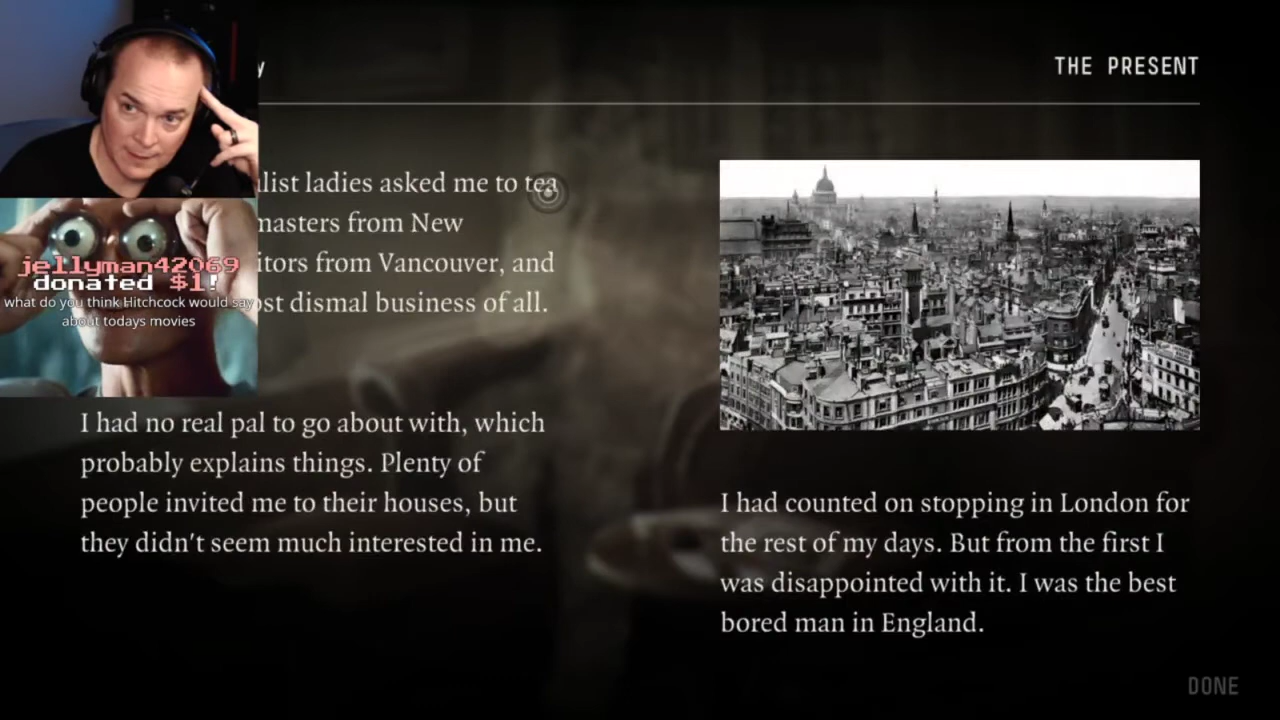 THE PRESENT
ladies asked me to tea
from New
from Vancouver, and
dismal business of all.
jellyman42069
donated $1!
what do you think Hitchcock would say
about todays movies
I had no real pal to go about with, which
probably explains things. Plenty of
people invited me to their houses, but
they didn't seem much interested in me.
I had counted on stopping in London for
the rest of my days. But from the first I
was disappointed with it. I was the best
bored man in England.
DONE